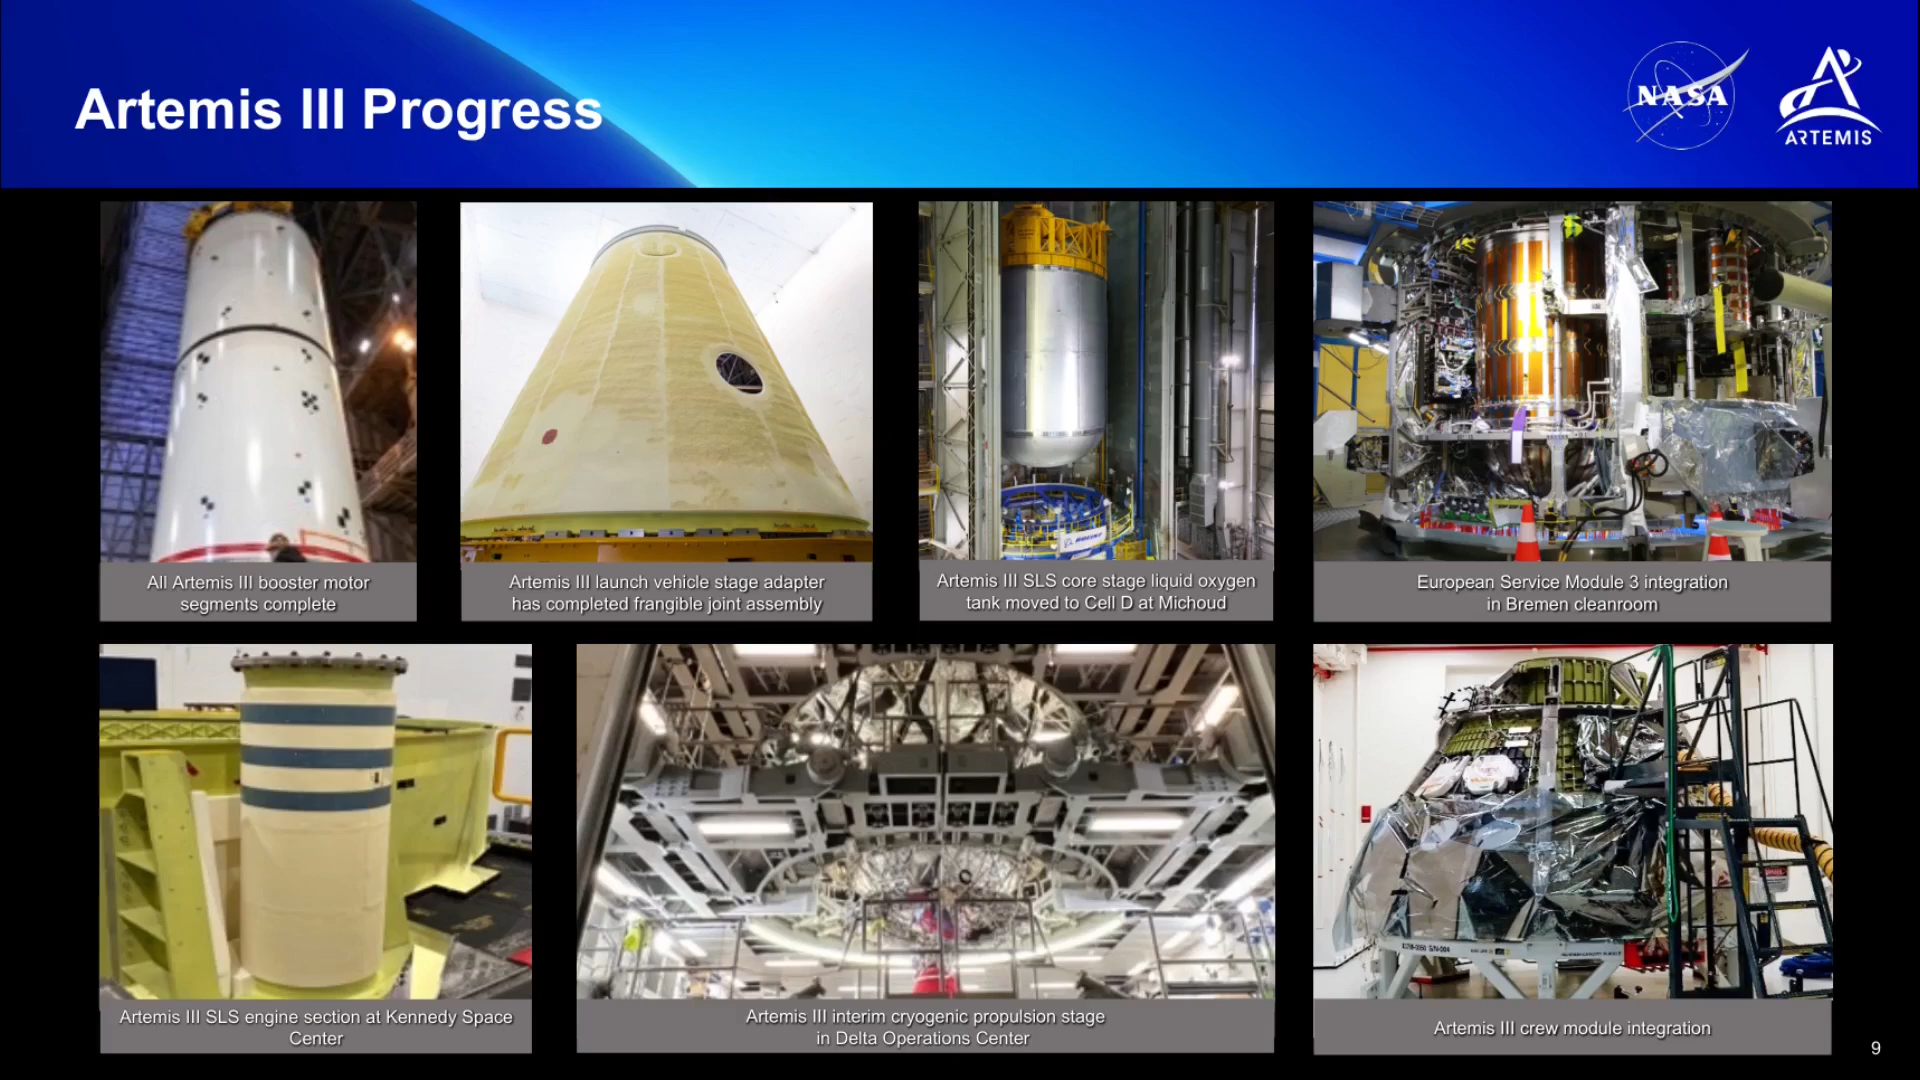 Artemis III Progress
NASA
ARTEMIS
All Artemis III booster motor
segments complete
Artemis III launch vehicle stage adapter
has completed frangible joint assembly
BOEING
Artemis III SLS core stage liquid oxygen
tank moved to Cell D at Michoud
European Service Module 3 integration
in Bremen cleanroom
Artemis III SLS engine section at Kennedy Space
Center
Artemis III interim cryogenic propulsion stage
in Delta Operations Center
Artemis III crew module integration
9